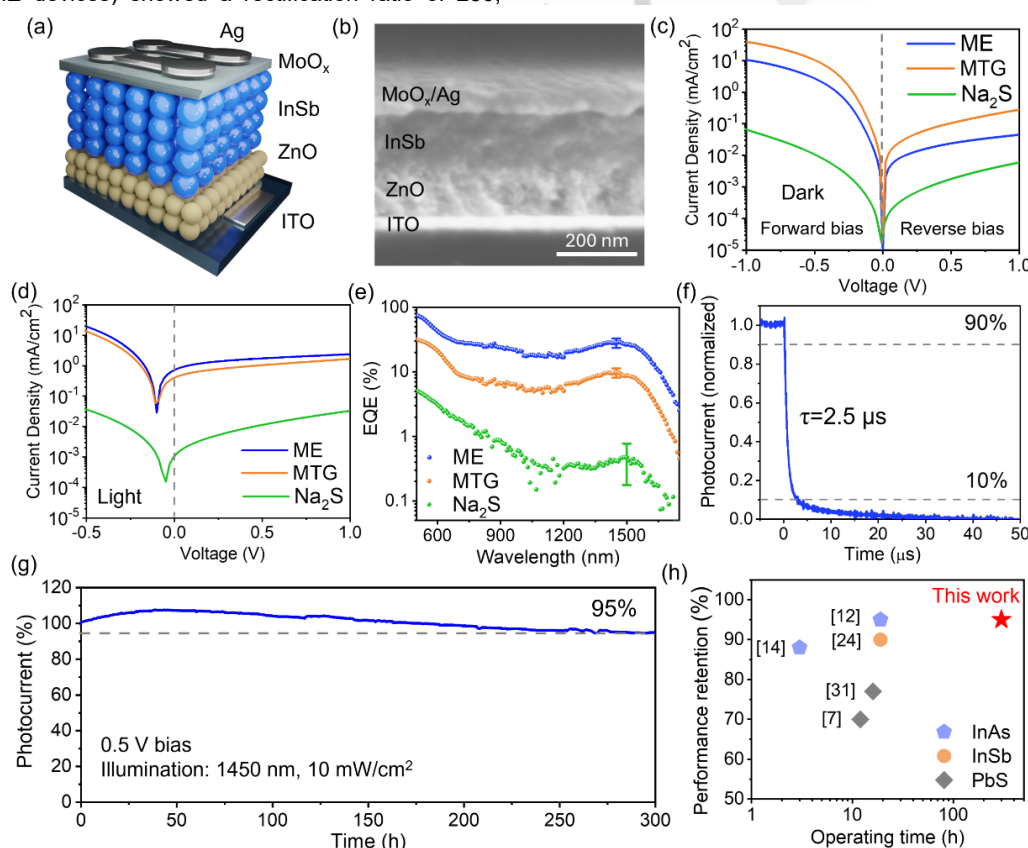 (a)
Ag
MoOₓ
InSb
ZnO
ITO
(b)
MoOₓ/Ag
InSb
ZnO
ITO
200 nm
(c)
Current Density (mA/cm²)
10²
10¹
10⁰
10⁻¹
10⁻²
10⁻³
10⁻⁴
10⁻⁵
ME
MTG
Na₂S
Dark
Forward bias
Reverse bias
-1.0
-0.5
0.0
0.5
1.0
Voltage (V)
(d)
Current Density (mA/cm²)
10²
10¹
10⁰
10⁻¹
10⁻²
10⁻³
10⁻⁴
10⁻⁵
ME
MTG
Na₂S
Light
-0.5
0.0
0.5
1.0
Voltage (V)
(e)
EQE (%)
100
10
1
0.1
ME
MTG
Na₂S
600
900
1200
1500
Wavelength (nm)
(f)
Photocurrent (normalized)
1.0
0.8
0.6
0.4
0.2
0.0
90%
τ=2.5 μs
10%
0
10
20
30
40
50
Time (μs)
(g)
Photocurrent (%)
120
100
80
60
40
20
0
95%
0.5 V bias
Illumination: 1450 nm, 10 mW/cm²
0
50
100
150
200
250
300
Time (h)
(h)
Performance retention (%)
100
90
80
70
60
50
This work
[12]
[14]
[24]
[31]
[7]
InAs
InSb
PbS
1
10
100
Operating time (h)